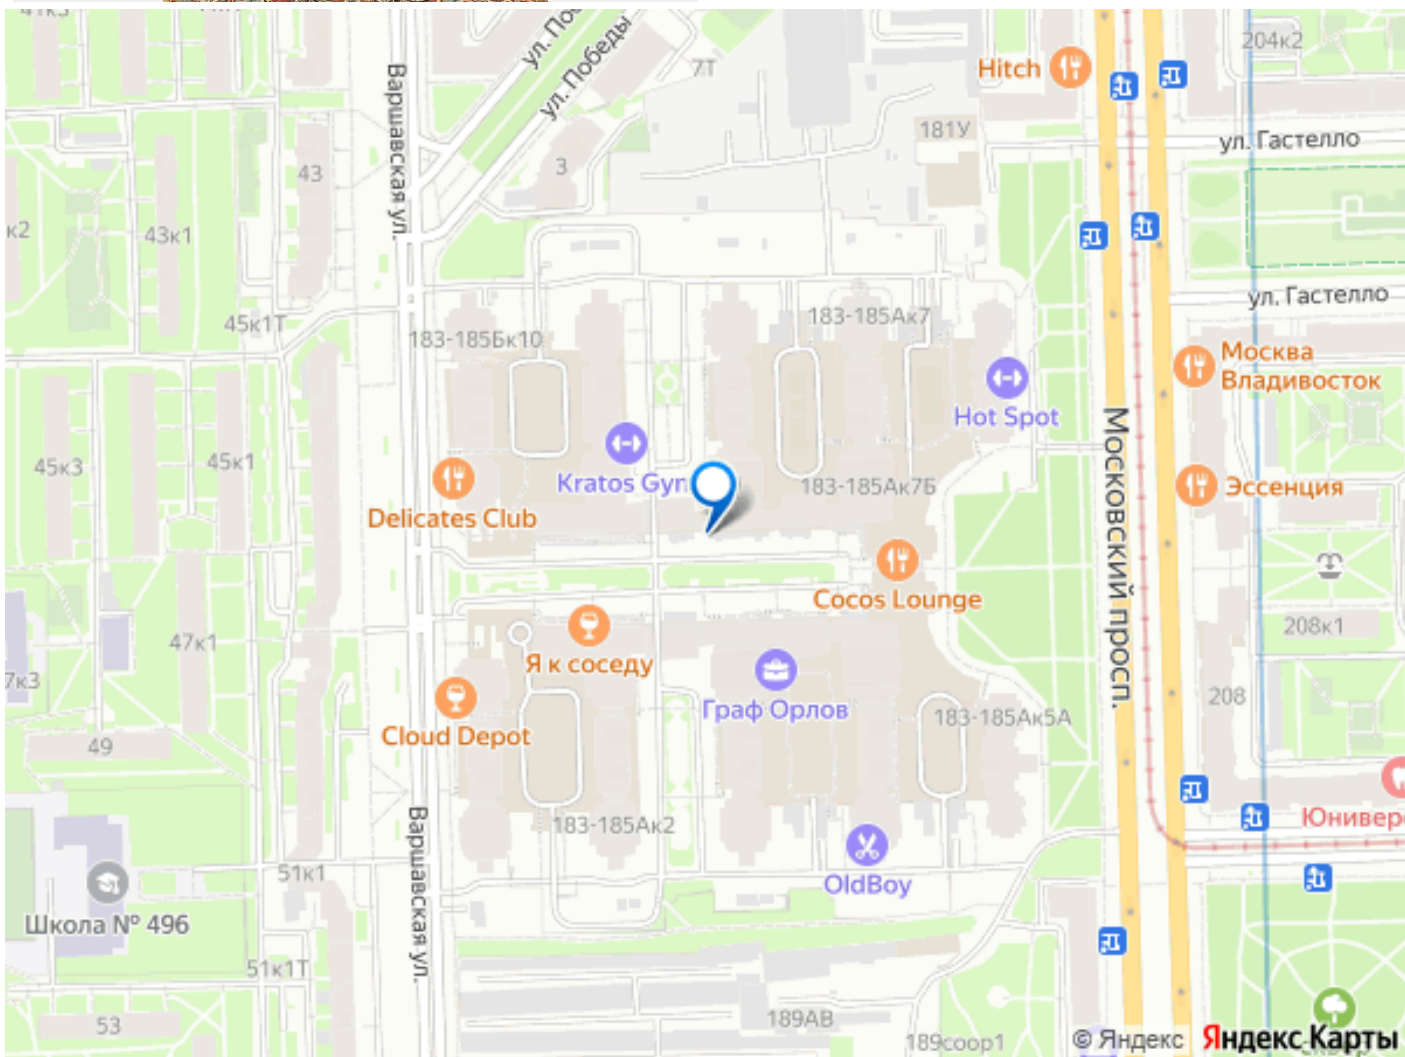 41к3
ул. Победы
7Т
Hitch
204к2
181У
ул. Гастелло
Варшавская ул.
43
3
к2
43к1
ул. Гастелло
45к1Т
183-185Бк10
183-185Ак7
Москва
Владивосток
Hot Spot
45к3
45к1
Kratos Gym
183-185Ак7Б
Эссенция
Delicates Club
Московский просп.
Cocos Lounge
47к1
208к1
Я к соседу
7к3
Граф Орлов
208
183-185Ак5А
Cloud Depot
49
183-185Ак2
51к1
OldBoy
Варшавская ул.
Школа № 496
51к1Т
53
189АВ
189соор1
© Яндекс
Яндекс Карты